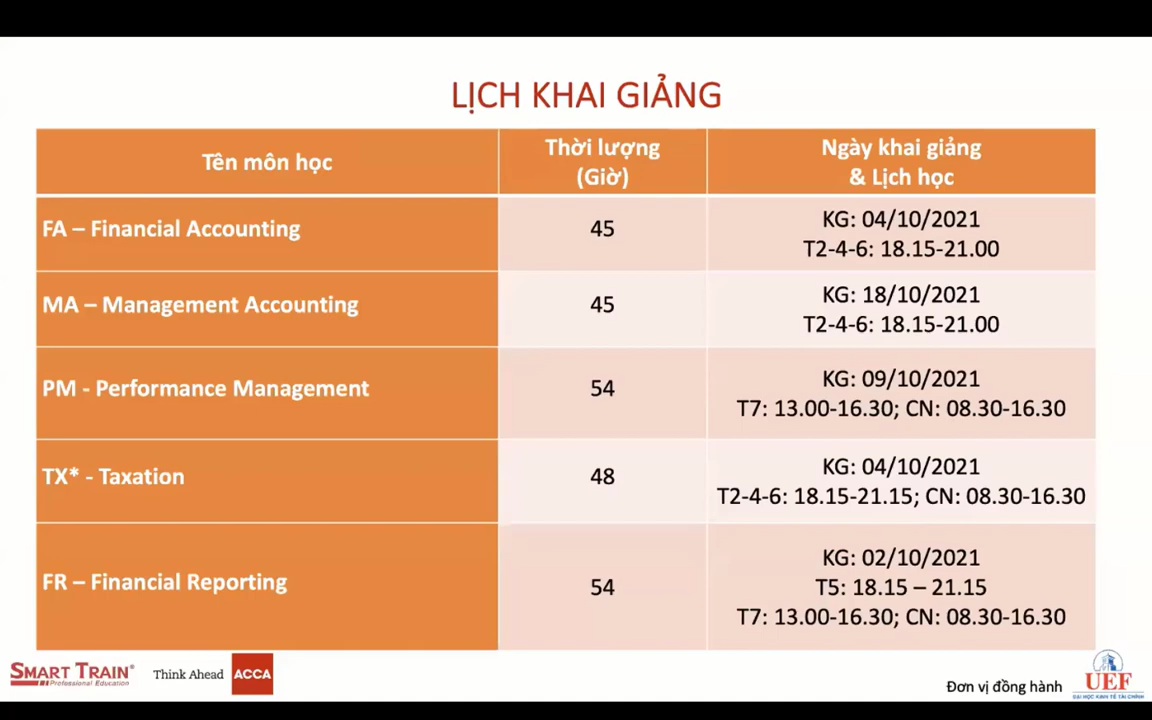 LỊCH KHAI GIẢNG
Tên môn học
Thời lượng
(Giờ)
Ngày khai giảng
& Lịch học
FA – Financial Accounting
45
KG: 04/10/2021
T2-4-6: 18.15-21.00
MA – Management Accounting
45
KG: 18/10/2021
T2-4-6: 18.15-21.00
PM - Performance Management
54
KG: 09/10/2021
T7: 13.00-16.30; CN: 08.30-16.30
TX* - Taxation
48
KG: 04/10/2021
T2-4-6: 18.15-21.15; CN: 08.30-16.30
FR – Financial Reporting
54
KG: 02/10/2021
T5: 18.15 – 21.15
T7: 13.00-16.30; CN: 08.30-16.30
SMART TRAIN®
Professional Education
Think Ahead ACCA
Đơn vị đồng hành
UEF
ĐẠI HỌC KINH TẾ TÀI CHÍNH